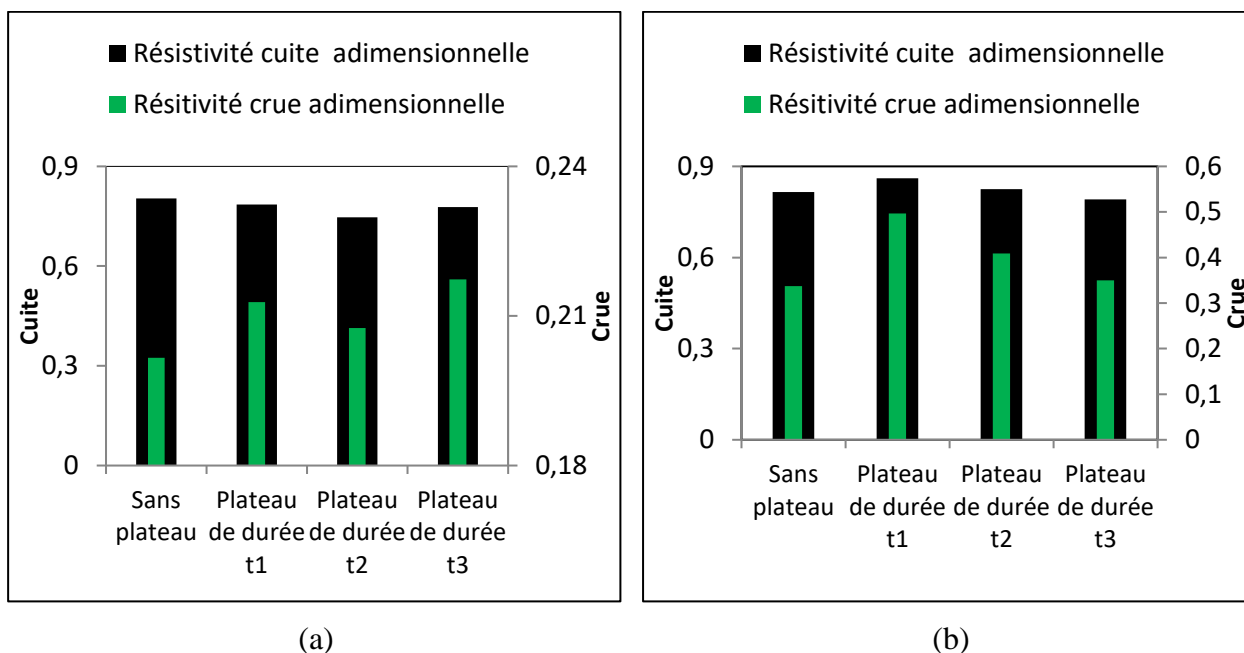 Résistivité cuite adimensionnelle
Résitivité crue adimensionnelle
0,9
0,6
0,3
0
Cuite
0,24
0,21
0,18
Crue
Sans plateau
Plateau de durée t1
Plateau de durée t2
Plateau de durée t3
(a)
Résistivité cuite adimensionnelle
Résitivité crue adimensionnelle
0,9
0,6
0,3
0
Cuite
0,6
0,5
0,4
0,3
0,2
0,1
0
Crue
Sans plateau
Plateau de durée t1
Plateau de durée t2
Plateau de durée t3
(b)